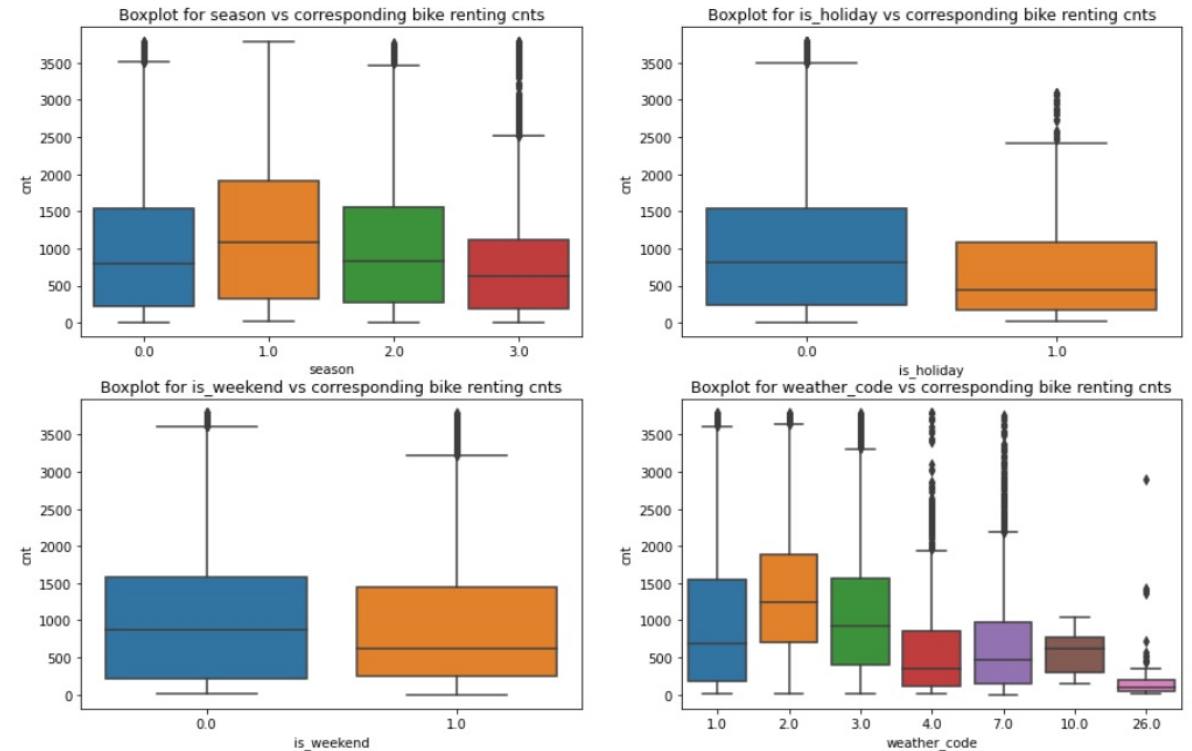 Boxplot for season vs corresponding bike renting cnts
3500
3000
2500
2000
1500
1000
500
0
cnt
0.0 1.0 2.0 3.0
season
Boxplot for is_holiday vs corresponding bike renting cnts
3500
3000
2500
2000
1500
1000
500
0
cnt
0.0 1.0
is_holiday
Boxplot for is_weekend vs corresponding bike renting cnts
3500
3000
2500
2000
1500
1000
500
0
cnt
0.0 1.0
is_weekend
Boxplot for weather_code vs corresponding bike renting cnts
3500
3000
2500
2000
1500
1000
500
0
cnt
1.0 2.0 3.0 4.0 7.0 10.0 26.0
weather_code